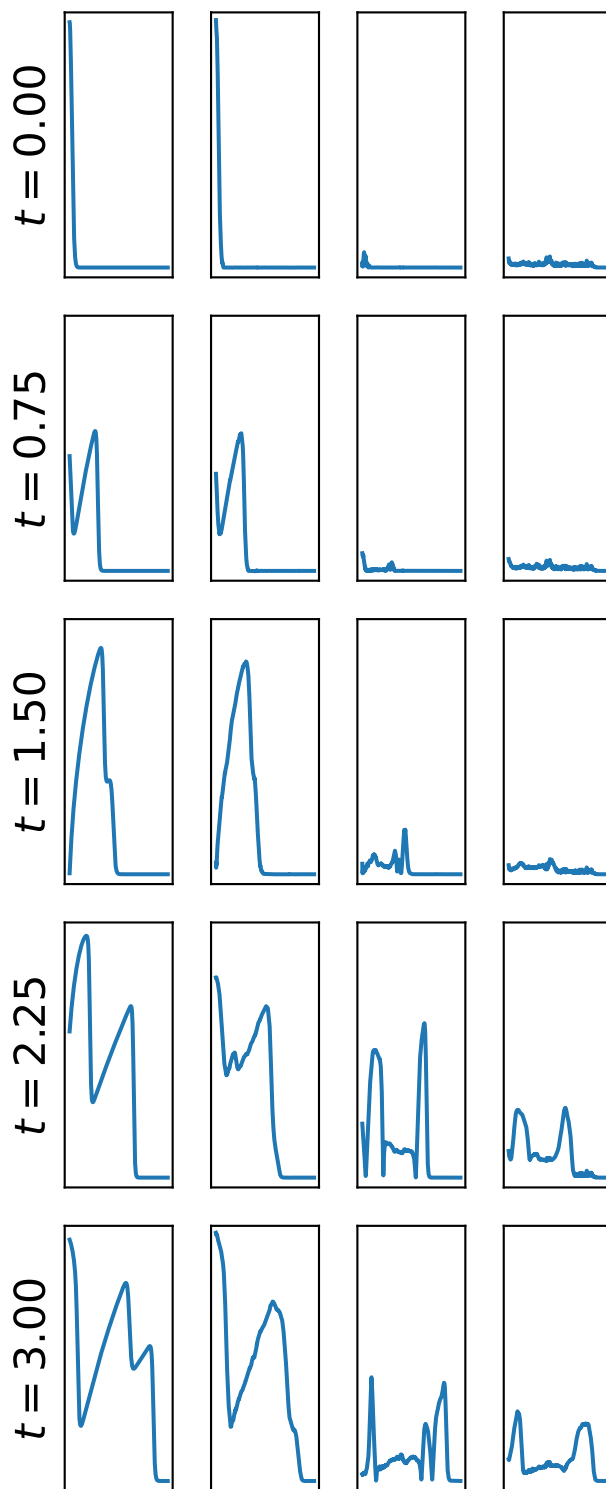 t = 0.00
t = 0.75
t = 1.50
t = 2.25
t = 3.00